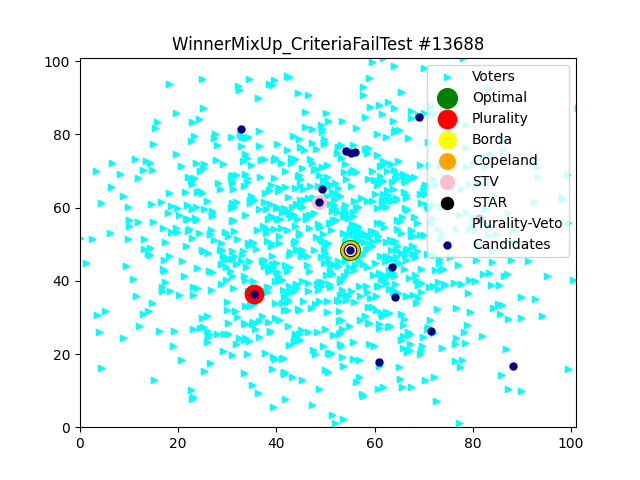 WinnerMixUp_CriteriaFailTest #13688
100
80
60
40
20
0
0
20
40
60
80
100
Voters
Optimal
Plurality
Borda
Copeland
STV
STAR
Plurality-Veto
Candidates